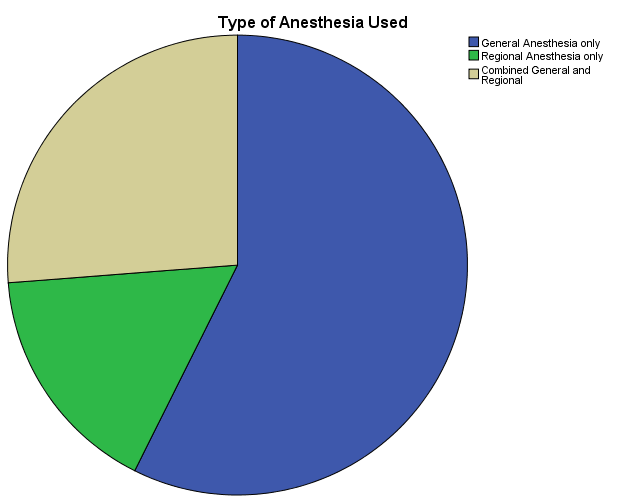 Type of Anesthesia Used
General Anesthesia only
Regional Anesthesia only
Combined General and
Regional